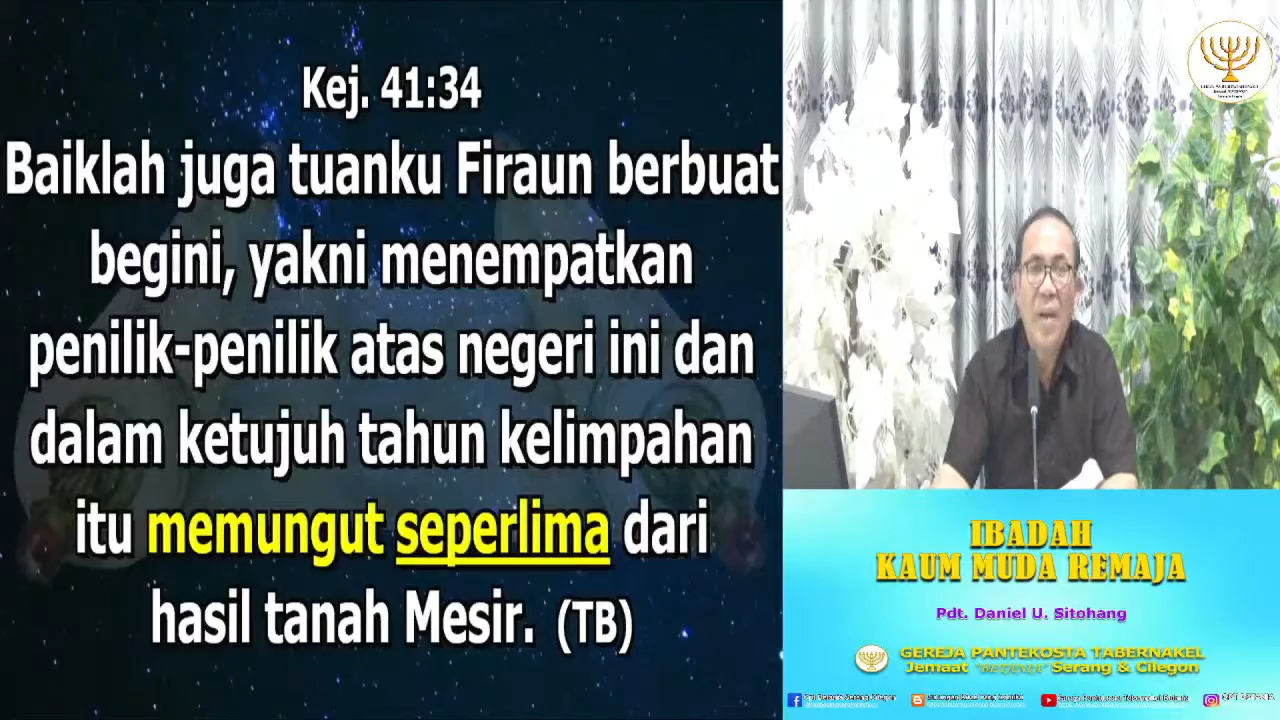 Kej. 41:34
Baiklah juga tuanku Firaun berbuat
begini, yakni menempatkan
penilik-penilik atas negeri ini dan
dalam ketujuh tahun kelimpahan
itu memungut seperlima dari
hasil tanah Mesir. (TB)
IBADAH
KAUM MUDA REMAJA
Pdt. Daniel U. Sitohang
GEREJA PANTEKOSTA TABERNAKEL
Jemaat "BETANIA" Serang & Cilegon